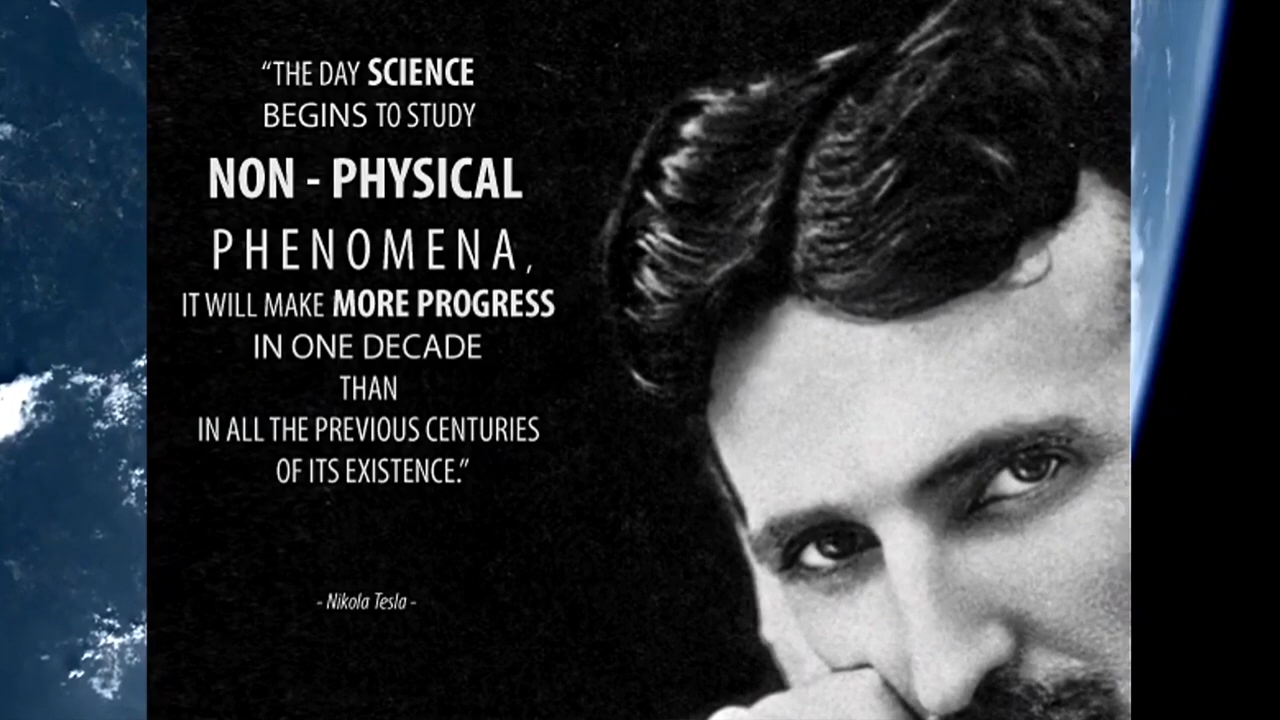 “THE DAY SCIENCE
BEGINS TO STUDY
NON - PHYSICAL
PHENOMENA,
IT WILL MAKE MORE PROGRESS
IN ONE DECADE
THAN
IN ALL THE PREVIOUS CENTURIES
OF ITS EXISTENCE.”
- Nikola Tesla -